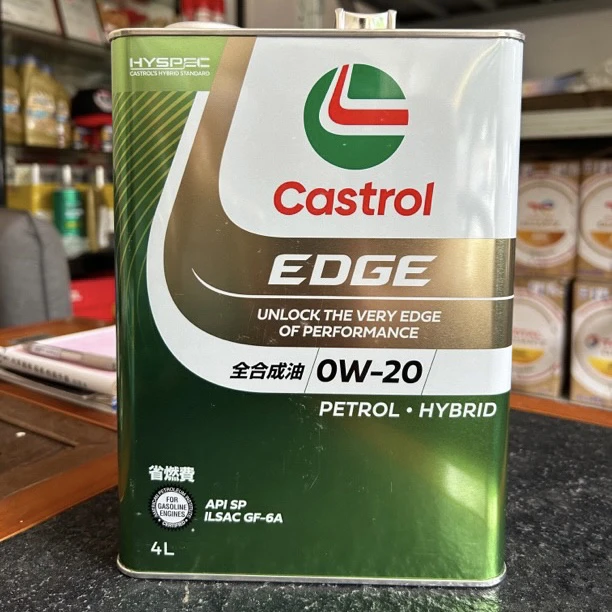 HYSPEC
CASTROL'S HYBRID STANDARD
Castrol
EDGE
UNLOCK THE VERY EDGE
OF PERFORMANCE
全合成油 0W-20
PETROL • HYBRID
省燃費
FOR
GASOLINE
ENGINES
CERTIFIED
API SP
ILSAC GF-6A
4L